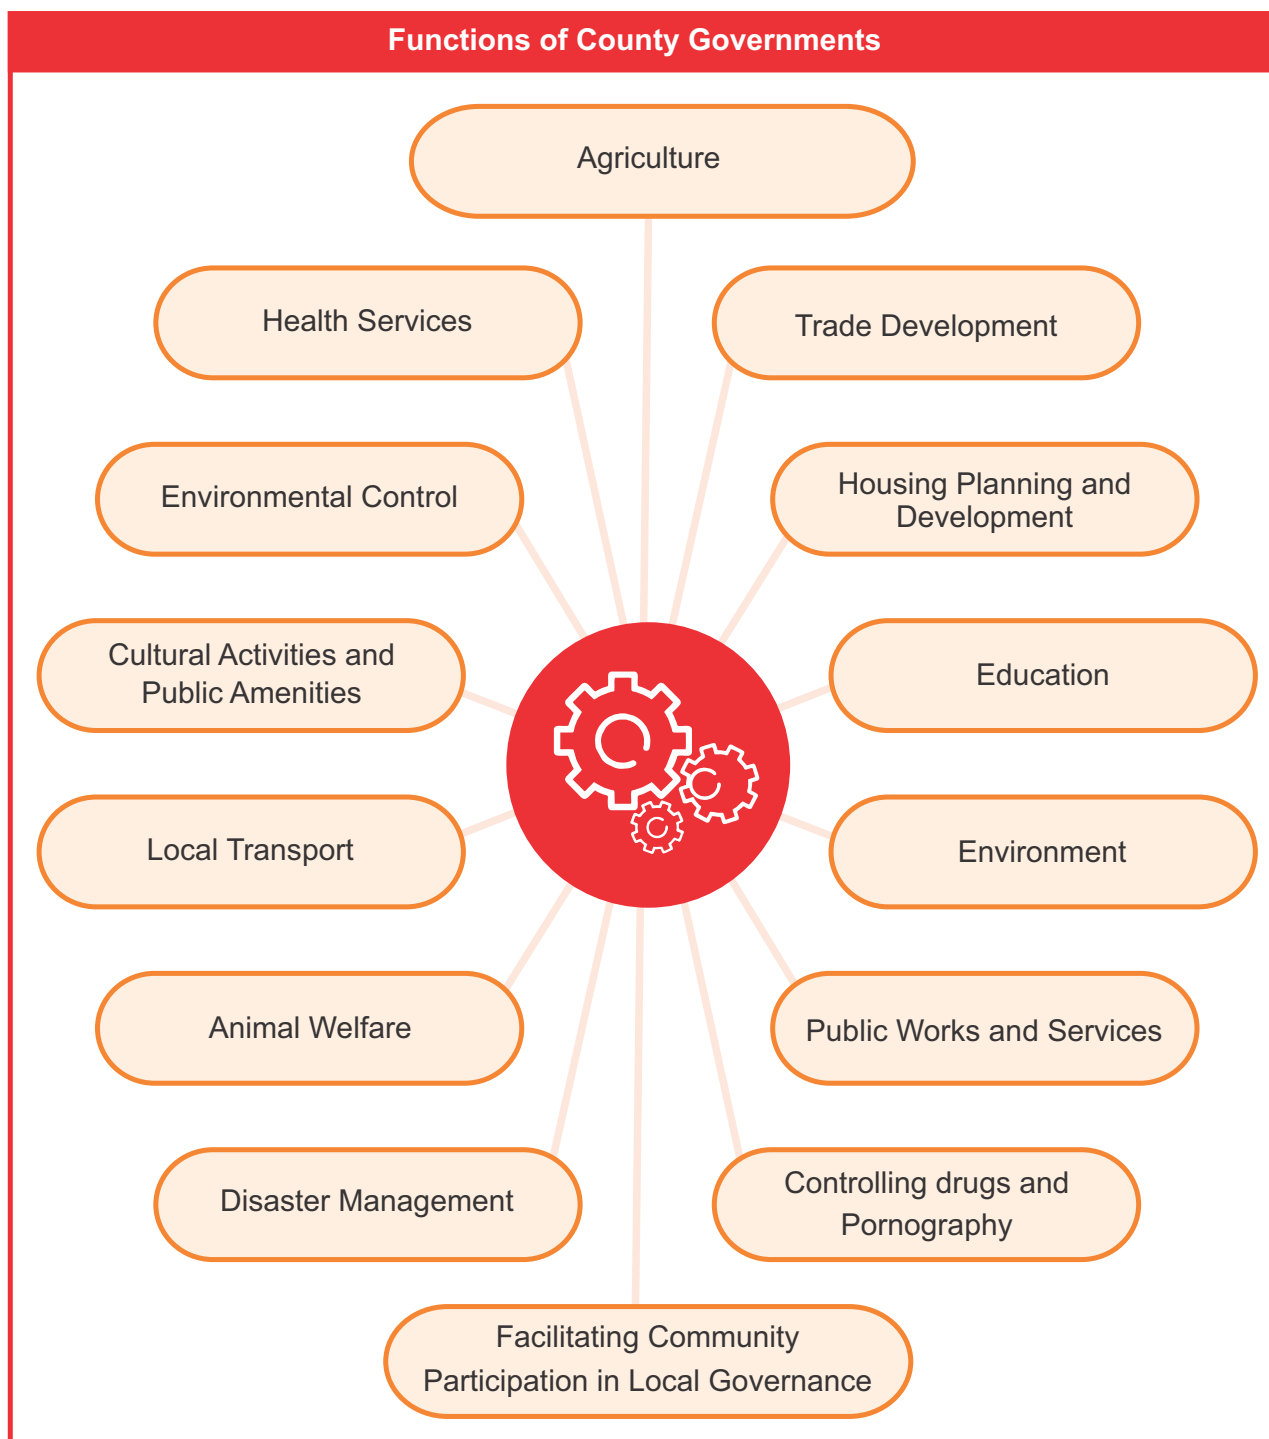 Functions of County Governments
Agriculture
Health Services
Trade Development
Environmental Control
Housing Planning and
Development
Cultural Activities and
Public Amenities
Education
Local Transport
Environment
Animal Welfare
Public Works and Services
Disaster Management
Controlling drugs and
Pornography
Facilitating Community
Participation in Local Governance